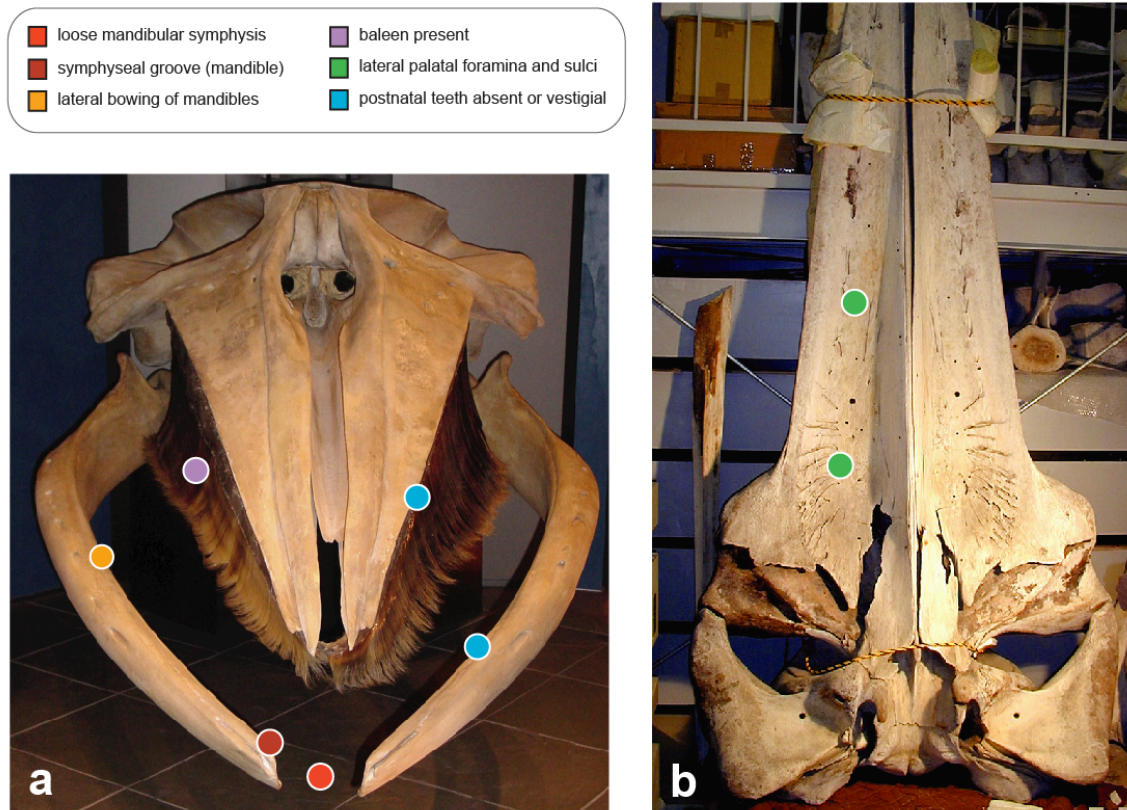 loose mandibular symphysis
symphyseal groove (mandible)
lateral bowing of mandibles
baleen present
lateral palatal foramina and sulci
postnatal teeth absent or vestigial
a
b